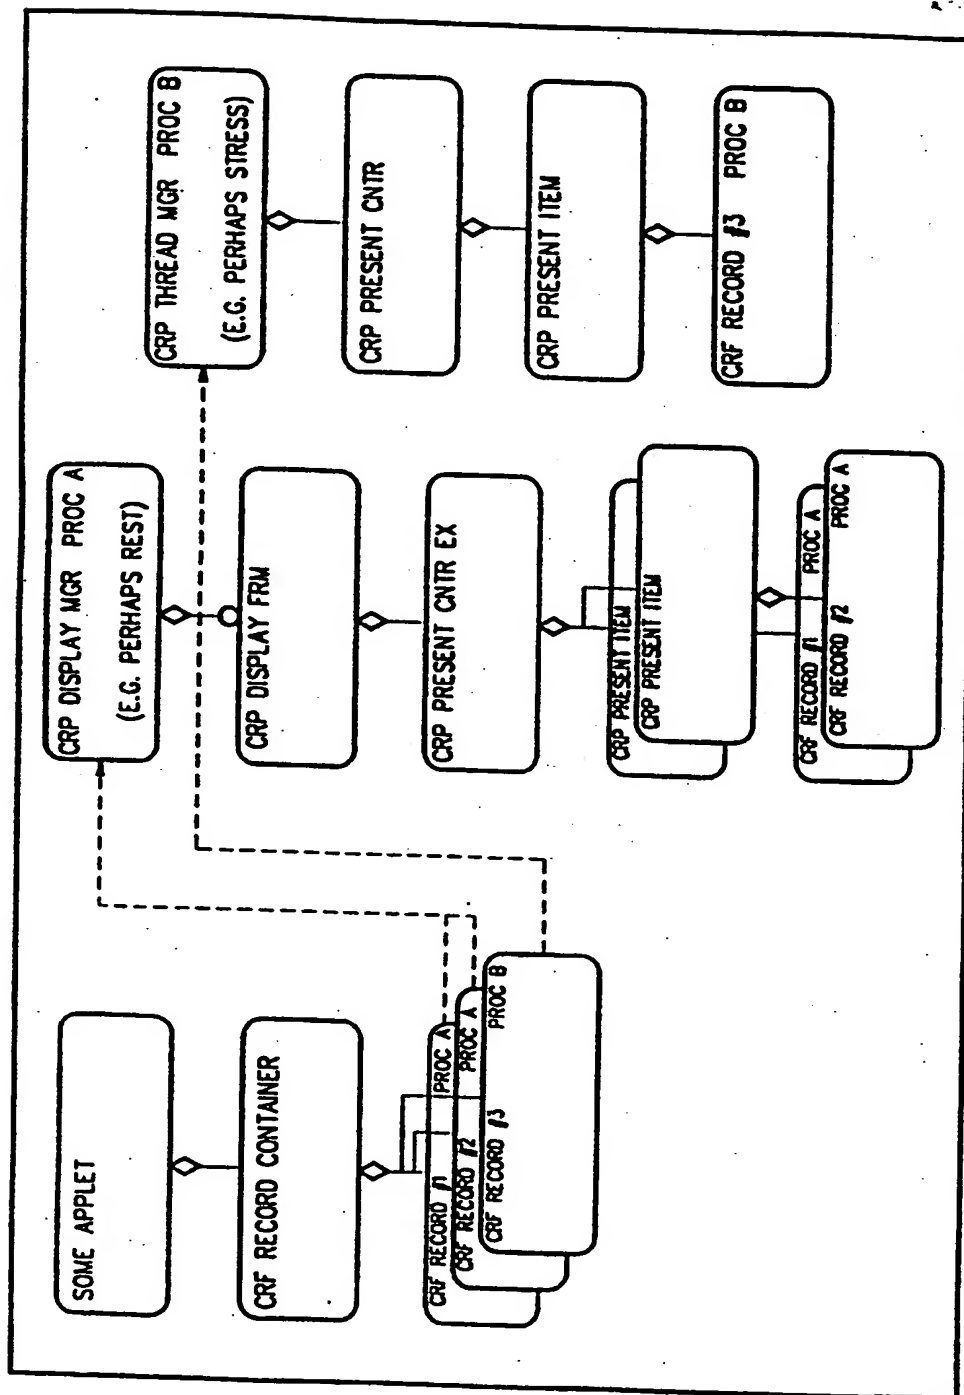 SOME APPLET
CRF RECORD CONTAINER
CRF RECORD #1 PROC A
CRF RECORD #2 PROC A
CRF RECORD #3 PROC B
CRP DISPLAY MGR PROC A
(E.G. PERHAPS REST)
CRP DISPLAY FRM
CRP PRESENT CNTR EX
CRP PRESENT ITEM
CRP PRESENT ITEM
CRF RECORD #1 PROC A
CRF RECORD #2 PROC A
CRP THREAD MGR PROC B
(E.G. PERHAPS STRESS)
CRP PRESENT CNTR
CRP PRESENT ITEM
CRF RECORD #3 PROC B